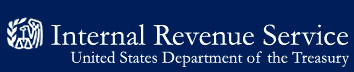 Internal Revenue Service
United States Department of the Treasury